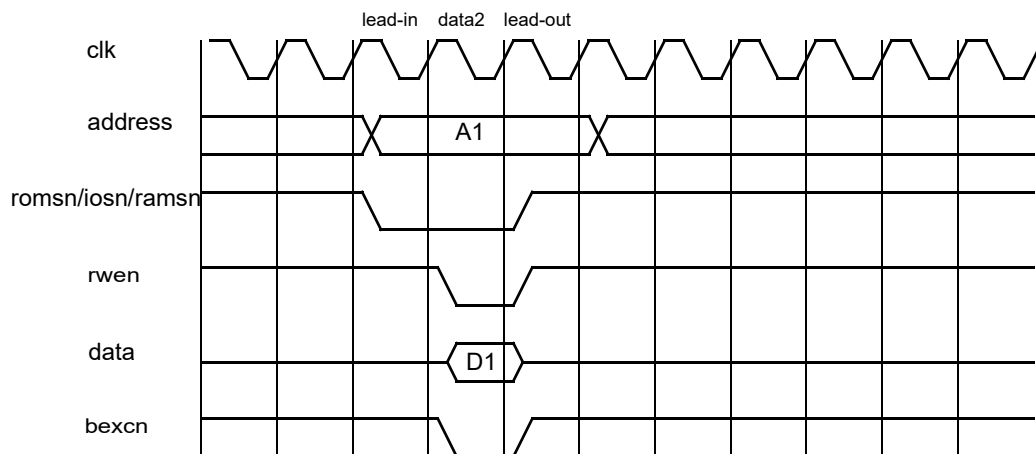 lead-in data2 lead-out
clk
address
A1
romsn/iosn/ramsn
rwen
data
D1
bexcn